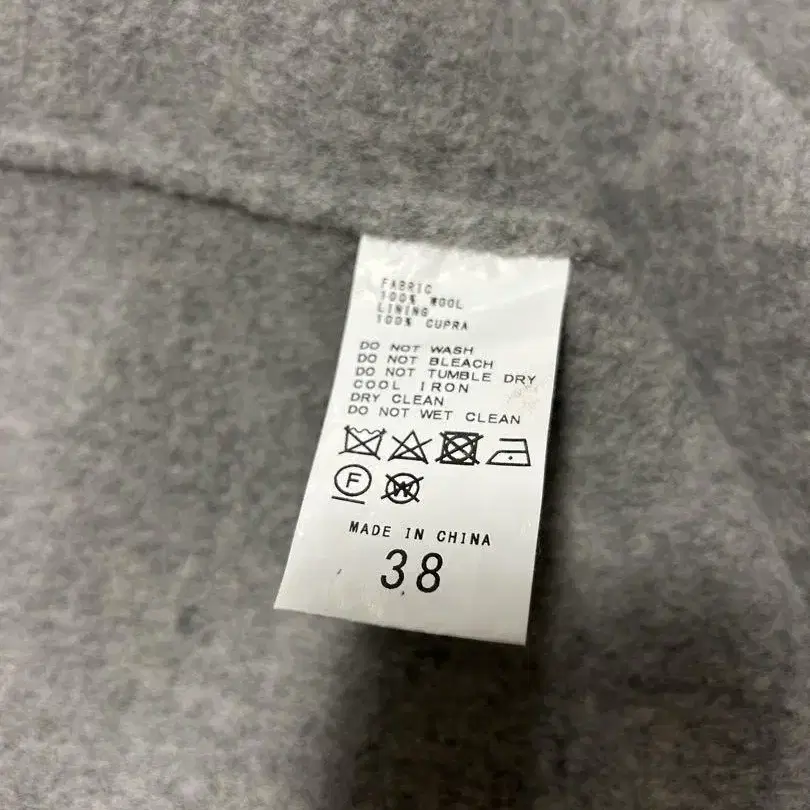 FABRIC
100% WOOL
LINING
100% CUPRA
DO NOT WASH
DO NOT BLEACH
DO NOT TUMBLE DRY
COOL IRON
DRY CLEAN
DO NOT WET CLEAN
F W
MADE IN CHINA
38